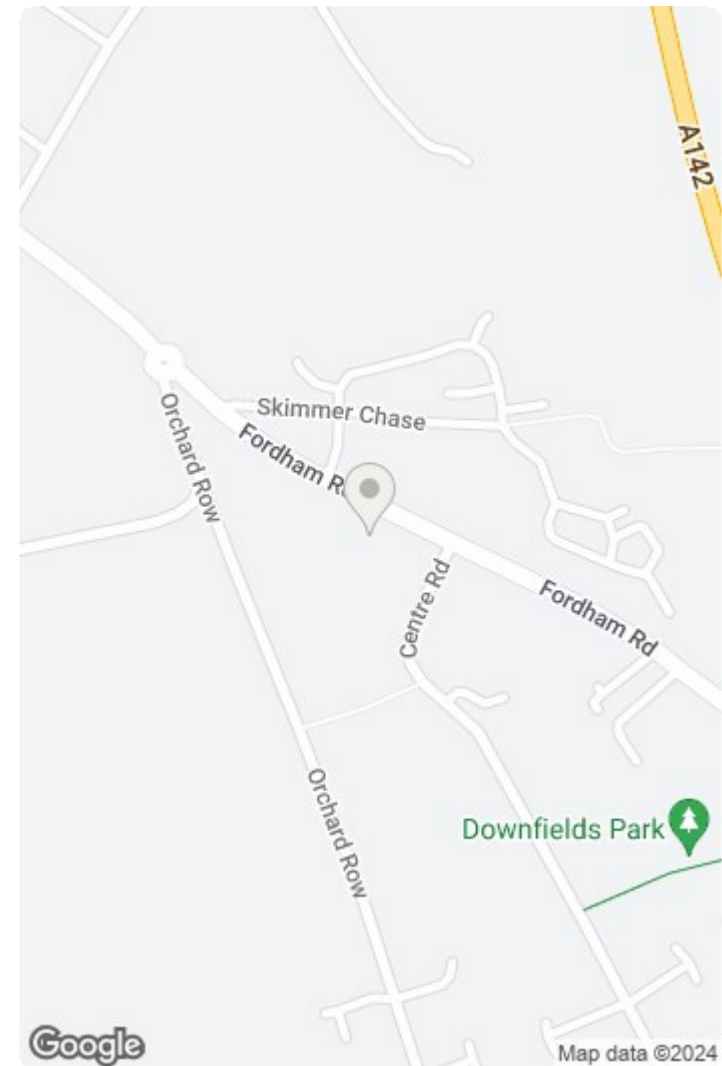 A142
Skimmer Chase
Fordham R
Orchard Row
Centre Rd
Fordham Rd
Orchard Row
Downfields Park
Google
Map data ©2024